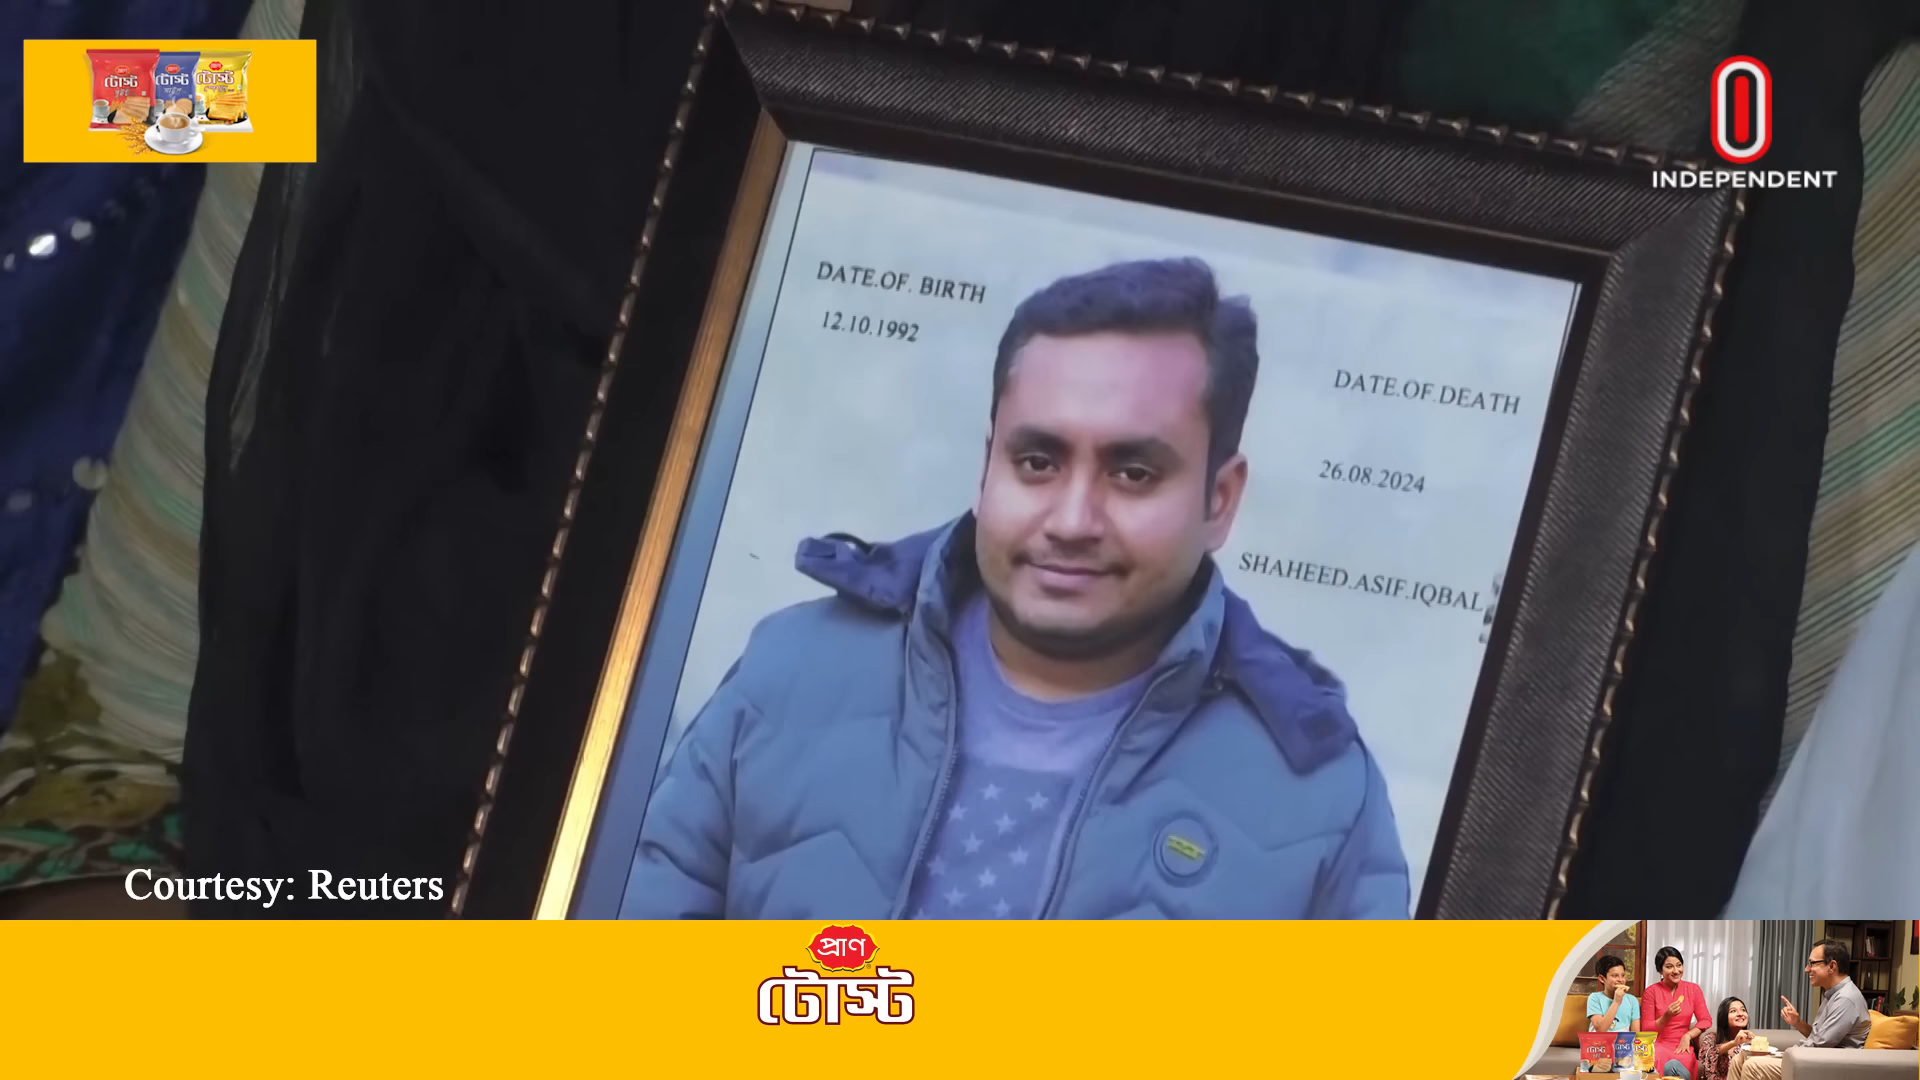 প্রাণ
টোস্ট
প্রাণ
টোস্ট
প্রাণ
টোস্ট
INDEPENDENT
DATE.OF. BIRTH
12.10.1992
DATE.OF.DEATH
26.08.2024
SHAHEED.ASIF.IQBAL
Courtesy: Reuters
প্রাণ
টোস্ট